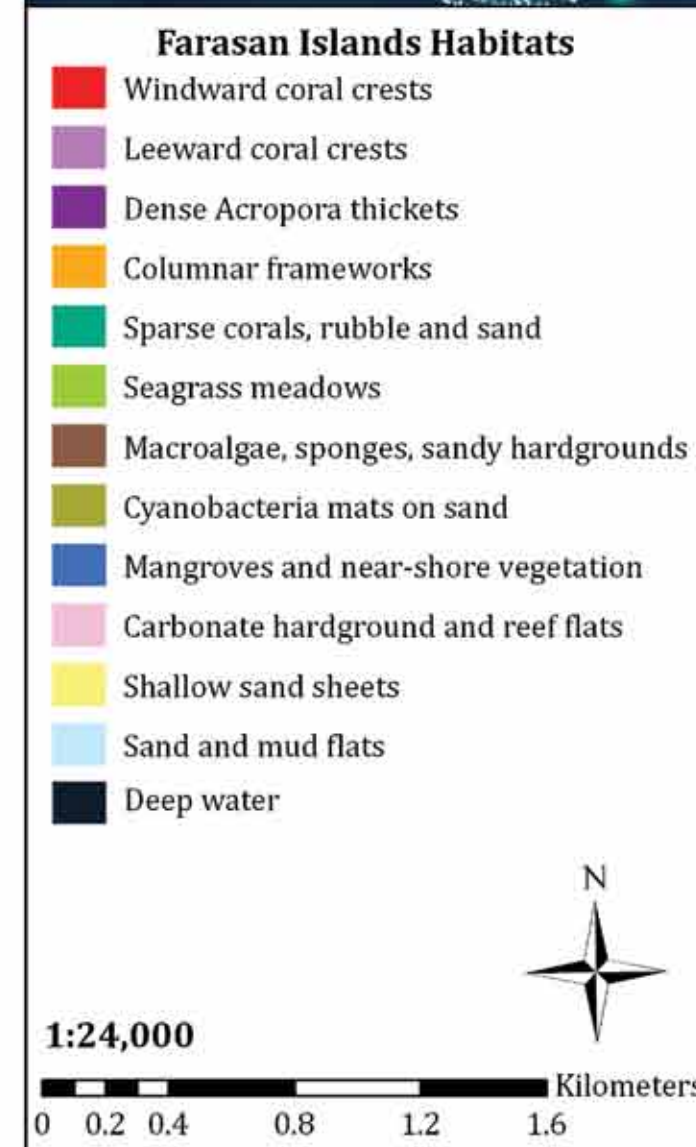 Farasan Islands Habitats
Windward coral crests
Leeward coral crests
Dense Acropora thickets
Columnar frameworks
Sparse corals, rubble and sand
Seagrass meadows
Macroalgae, sponges, sandy hardgrounds
Cyanobacteria mats on sand
Mangroves and near-shore vegetation
Carbonate hardground and reef flats
Shallow sand sheets
Sand and mud flats
Deep water
N
1:24,000
Kilometers
0 0.2 0.4 0.8 1.2 1.6